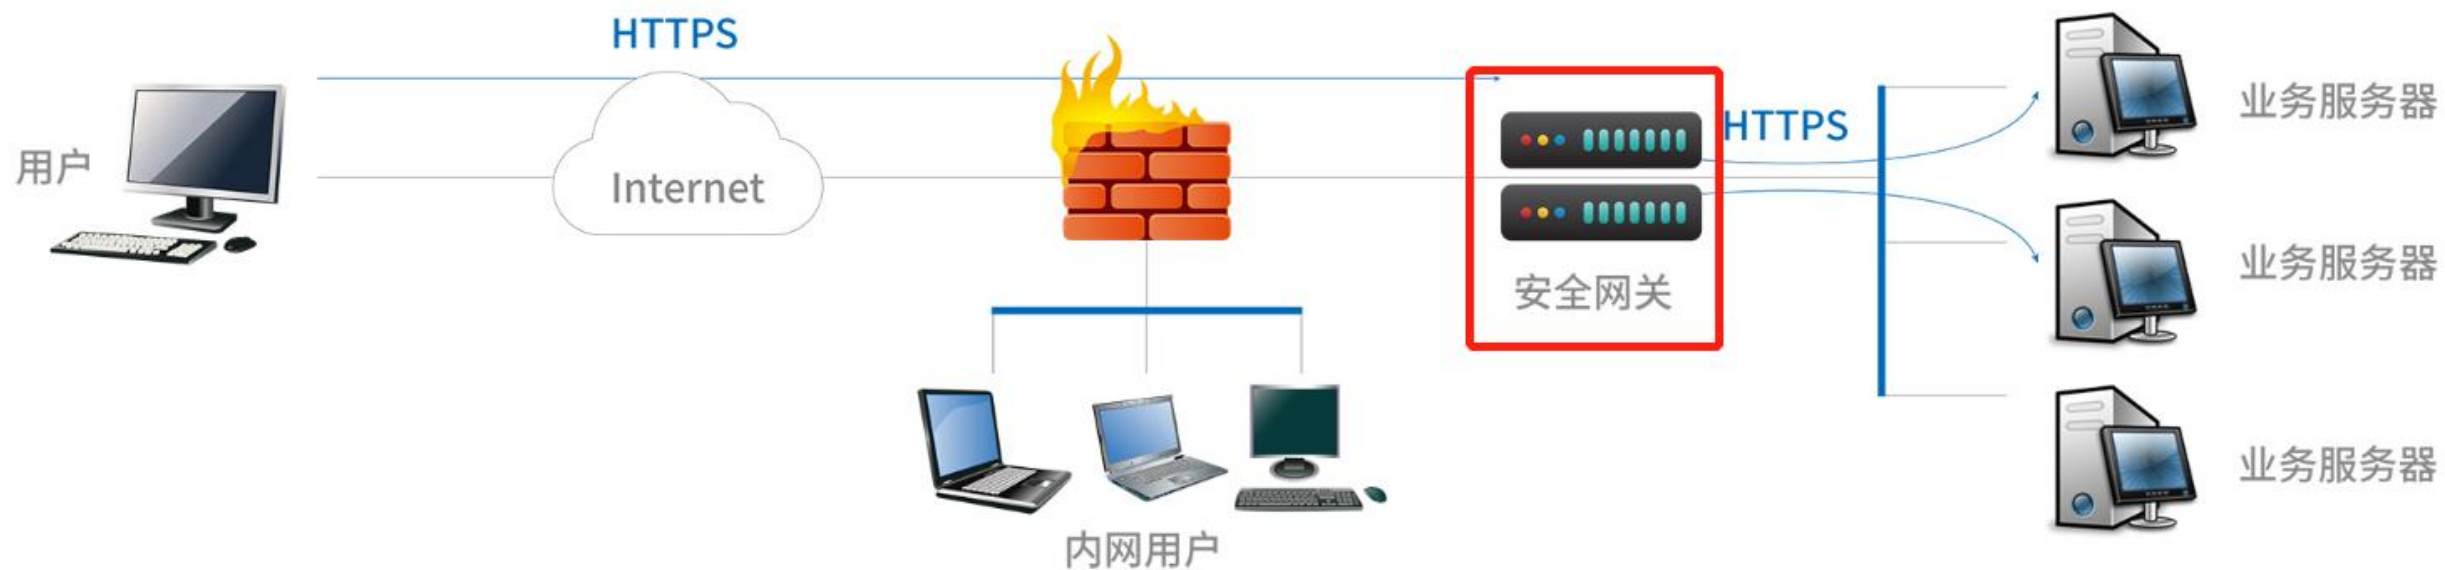 HTTPS
用户
Internet
安全网关
HTTPS
业务服务器
业务服务器
业务服务器
内网用户